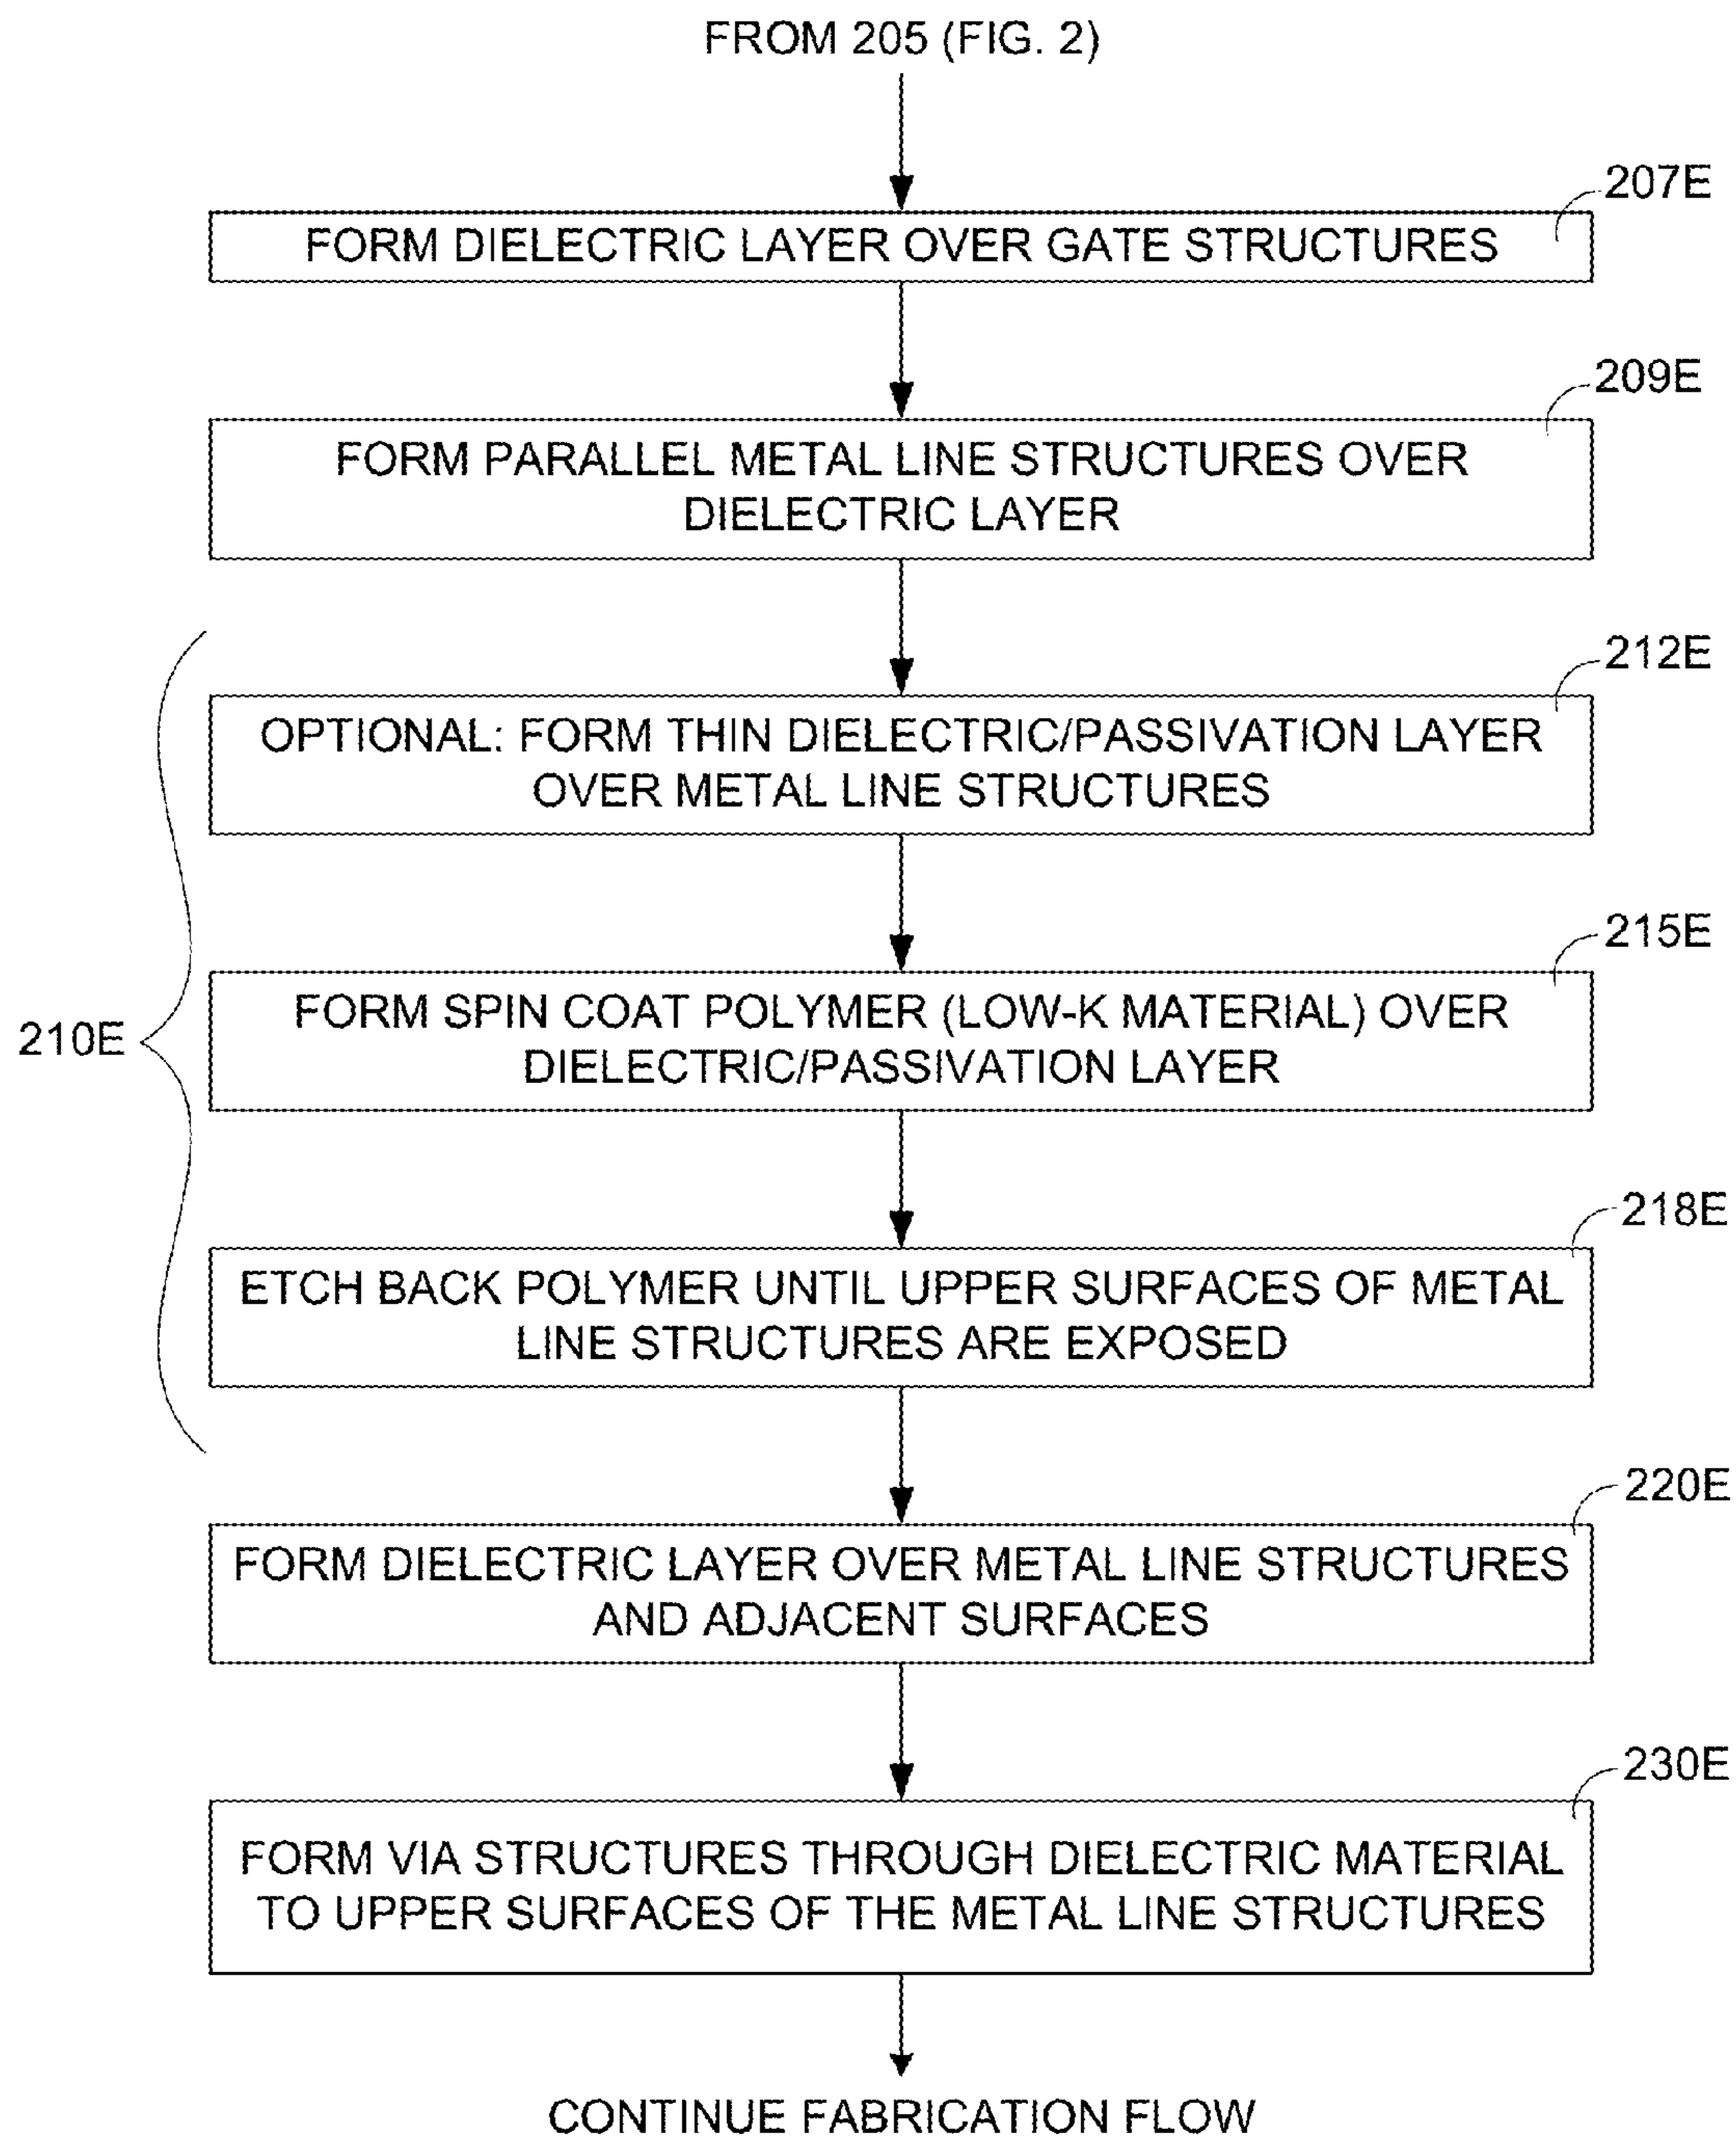 FROM 205 (FIG. 2)
207E
FORM DIELECTRIC LAYER OVER GATE STRUCTURES
209E
FORM PARALLEL METAL LINE STRUCTURES OVER
DIELECTRIC LAYER
212E
OPTIONAL: FORM THIN DIELECTRIC/PASSIVATION LAYER
OVER METAL LINE STRUCTURES
215E
FORM SPIN COAT POLYMER (LOW-K MATERIAL) OVER
DIELECTRIC/PASSIVATION LAYER
210E
218E
ETCH BACK POLYMER UNTIL UPPER SURFACES OF METAL
LINE STRUCTURES ARE EXPOSED
220E
FORM DIELECTRIC LAYER OVER METAL LINE STRUCTURES
AND ADJACENT SURFACES
230E
FORM VIA STRUCTURES THROUGH DIELECTRIC MATERIAL
TO UPPER SURFACES OF THE METAL LINE STRUCTURES
CONTINUE FABRICATION FLOW